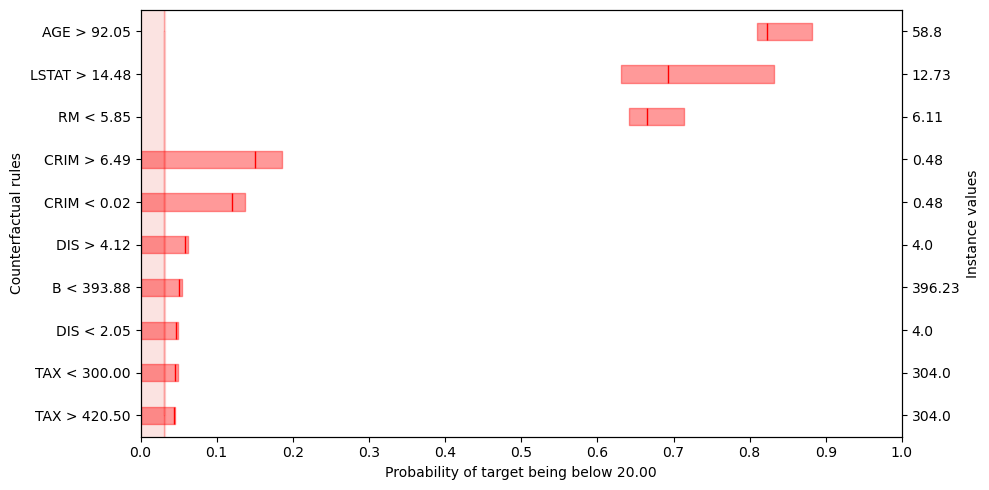 AGE > 92.05 58.8
LSTAT > 14.48 12.73
RM < 5.85 6.11
CRIM > 6.49 0.48
CRIM < 0.02 0.48
DIS > 4.12 4.0
B < 393.88 396.23
DIS < 2.05 4.0
TAX < 300.00 304.0
TAX > 420.50 304.0
Counterfactual rules
Instance values
0.0 0.1 0.2 0.3 0.4 0.5 0.6 0.7 0.8 0.9 1.0
Probability of target being below 20.00